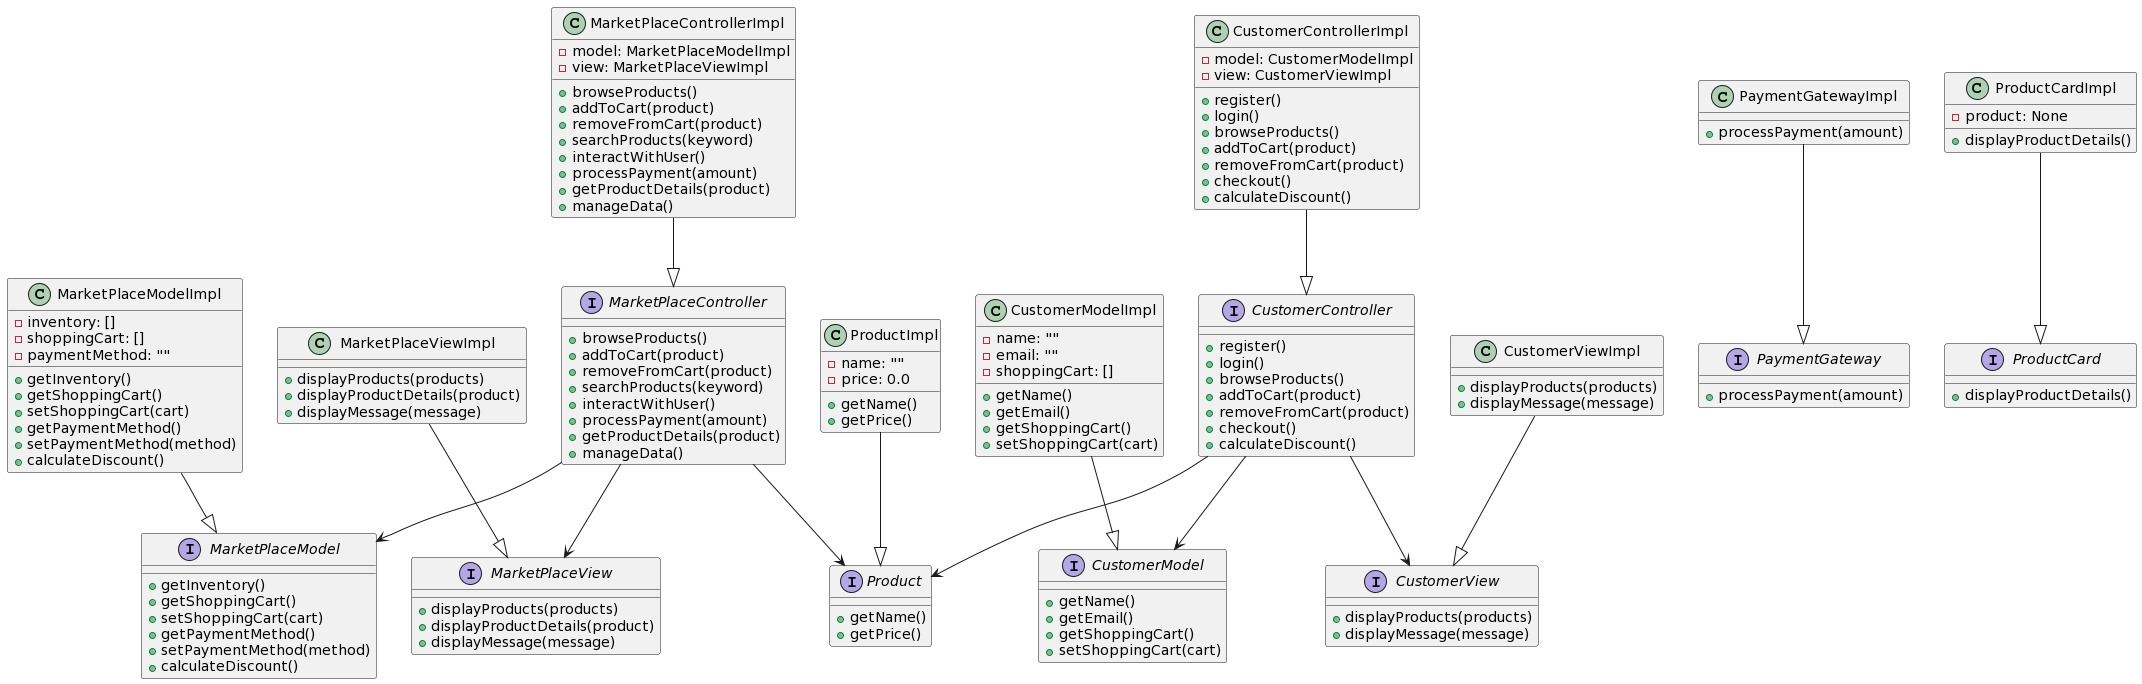 MarketPlaceControllerImpl
model: MarketPlaceModelImpl
view: MarketPlaceViewImpl
browseProducts()
addToCart(product)
removeFromCart(product)
searchProducts(keyword)
interactWithUser()
processPayment(amount)
getProductDetails(product)
manageData()
CustomerControllerImpl
model: CustomerModelImpl
view: CustomerViewImpl
register()
login()
browseProducts()
addToCart(product)
removeFromCart(product)
checkout()
calculateDiscount()
PaymentGatewayImpl
processPayment(amount)
ProductCardImpl
product: None
displayProductDetails()
MarketPlaceModelImpl
inventory: []
shoppingCart: []
paymentMethod: ""
getInventory()
getShoppingCart()
setShoppingCart(cart)
getPaymentMethod()
setPaymentMethod(method)
calculateDiscount()
MarketPlaceViewImpl
displayProducts(products)
displayProductDetails(product)
displayMessage(message)
MarketPlaceController
browseProducts()
addToCart(product)
removeFromCart(product)
searchProducts(keyword)
interactWithUser()
processPayment(amount)
getProductDetails(product)
manageData()
ProductImpl
name: ""
price: 0.0
getName()
getPrice()
CustomerModelImpl
name: ""
email: ""
shoppingCart: []
getName()
getEmail()
getShoppingCart()
setShoppingCart(cart)
CustomerController
register()
login()
browseProducts()
addToCart(product)
removeFromCart(product)
checkout()
calculateDiscount()
CustomerViewImpl
displayProducts(products)
displayMessage(message)
PaymentGateway
processPayment(amount)
ProductCard
displayProductDetails()
MarketPlaceModel
getInventory()
getShoppingCart()
setShoppingCart(cart)
getPaymentMethod()
setPaymentMethod(method)
calculateDiscount()
MarketPlaceView
displayProducts(products)
displayProductDetails(product)
displayMessage(message)
Product
getName()
getPrice()
CustomerModel
getName()
getEmail()
getShoppingCart()
setShoppingCart(cart)
CustomerView
displayProducts(products)
displayMessage(message)